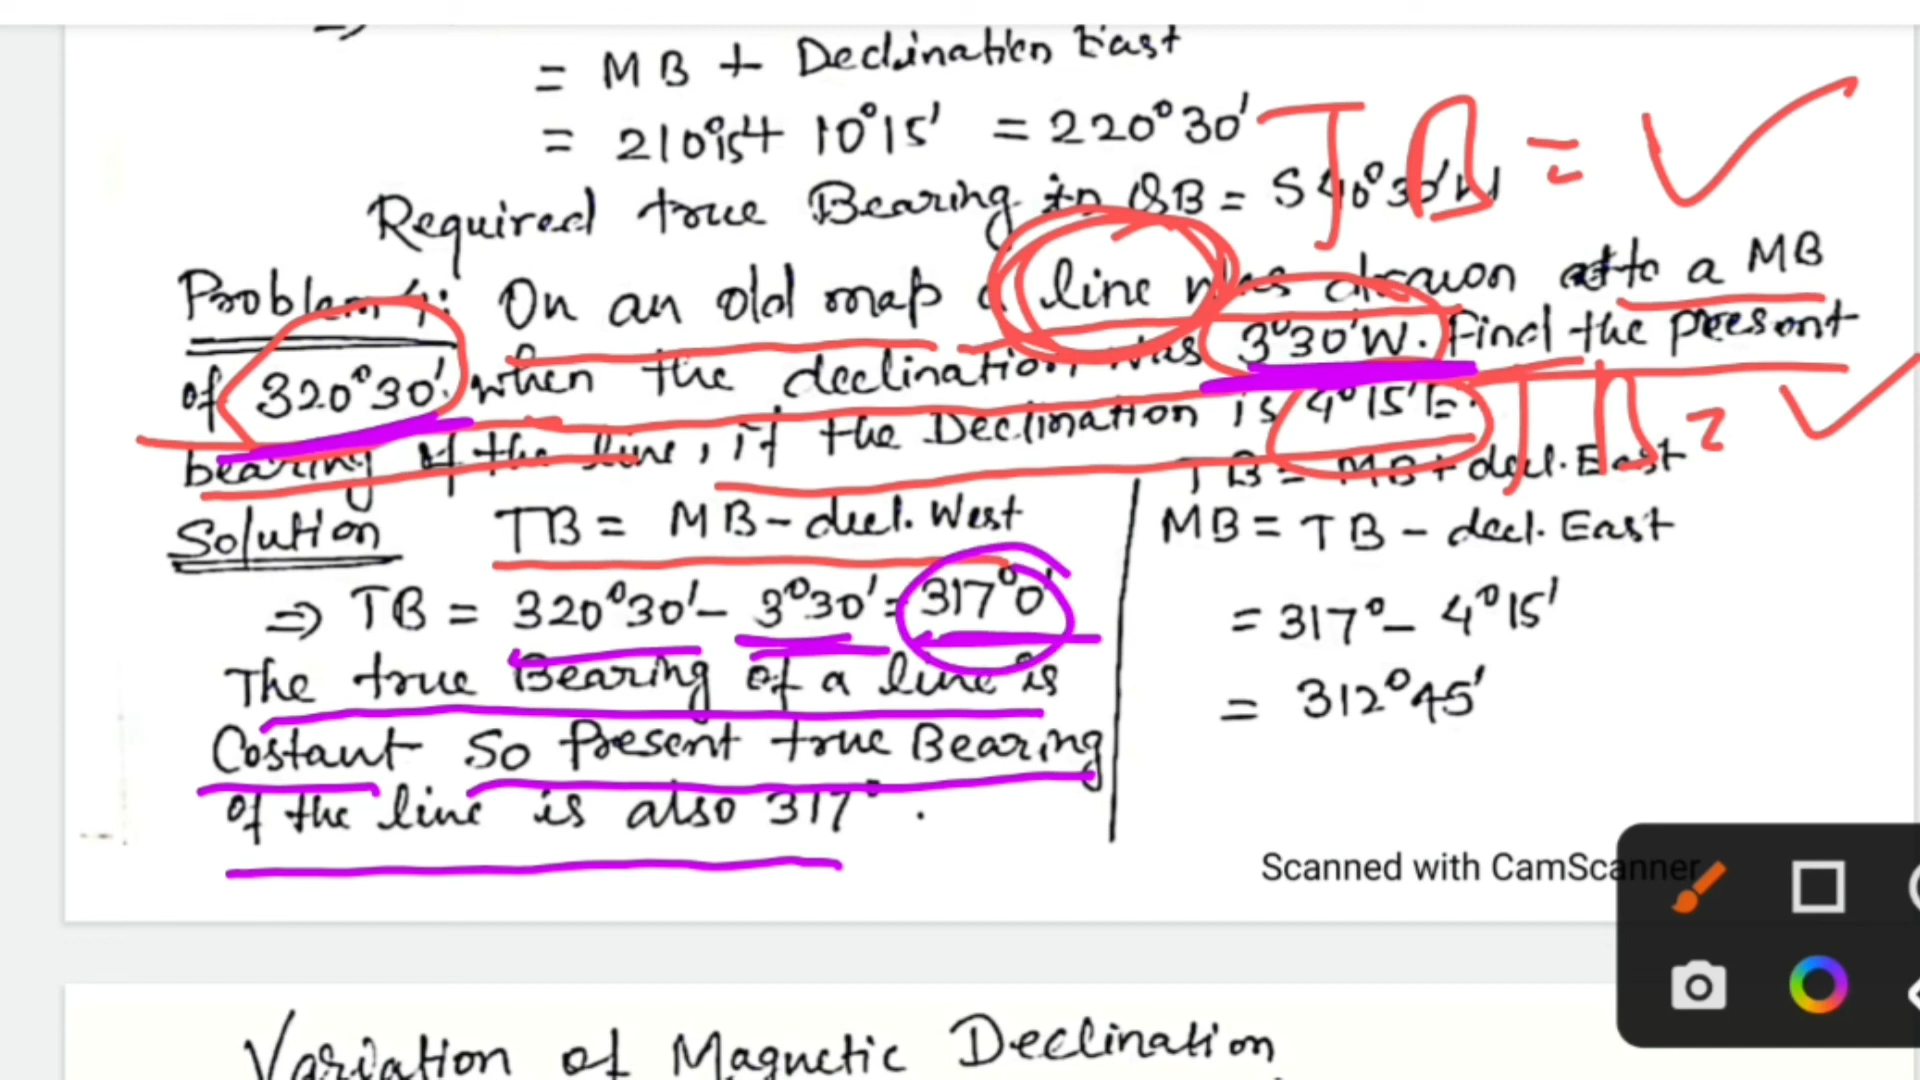 = MB + Declination East
= 210°15'+ 10°15' = 220°30'
TB = ✓
Required true Bearing in QB = S 40°30'W
Problem 4: On an old map a line was drawn to a MB
of 320°30' when the declination was 3°30'W. Find the present
bearing of the line, if the Declination is 4°15'E.
TB = ✓
Solution TB = MB - decl. West
⇒ TB = 320°30' - 3°30' = 317°0'
The true Bearing of a line is
Costant so Present true Bearing
of the line is also 317°.
TB = MB + decl. East
MB = TB - decl. East
= 317° - 4°15'
= 312°45'
Scanned with CamScanner
Variation of Magnetic Declination